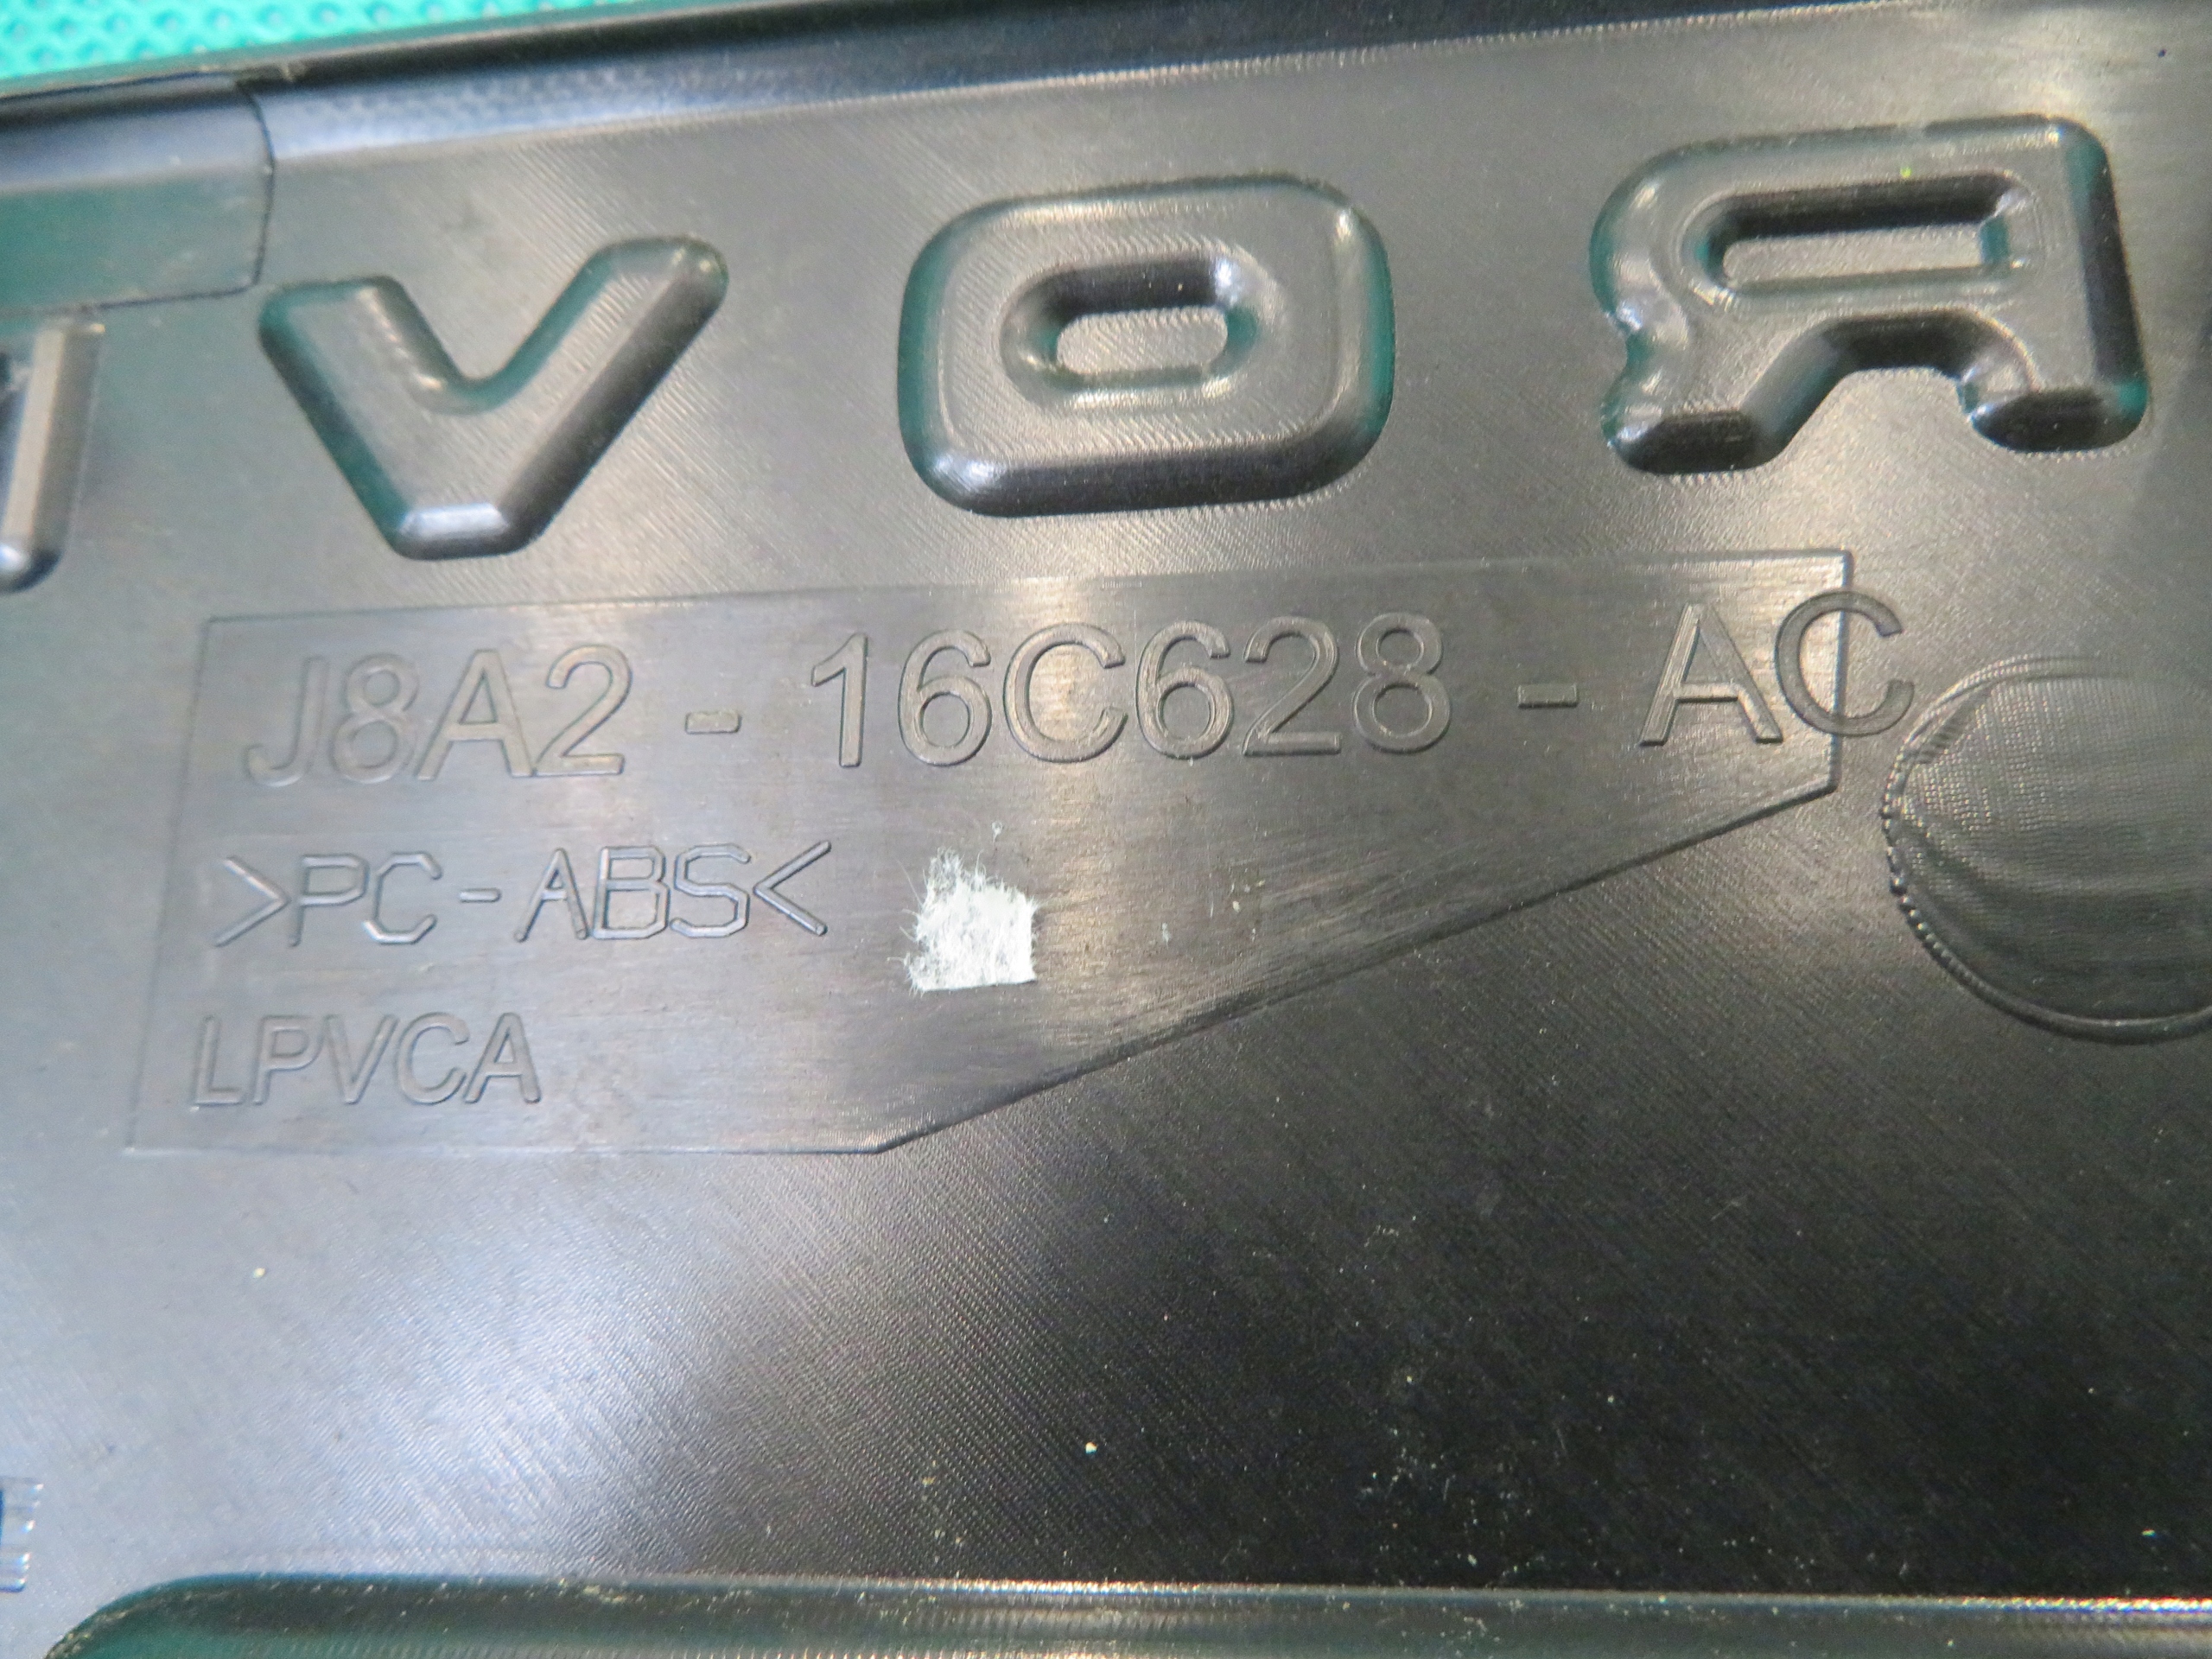 VOR
J8A2 - 16C628 - AC
>PC-ABS<
LPVCA